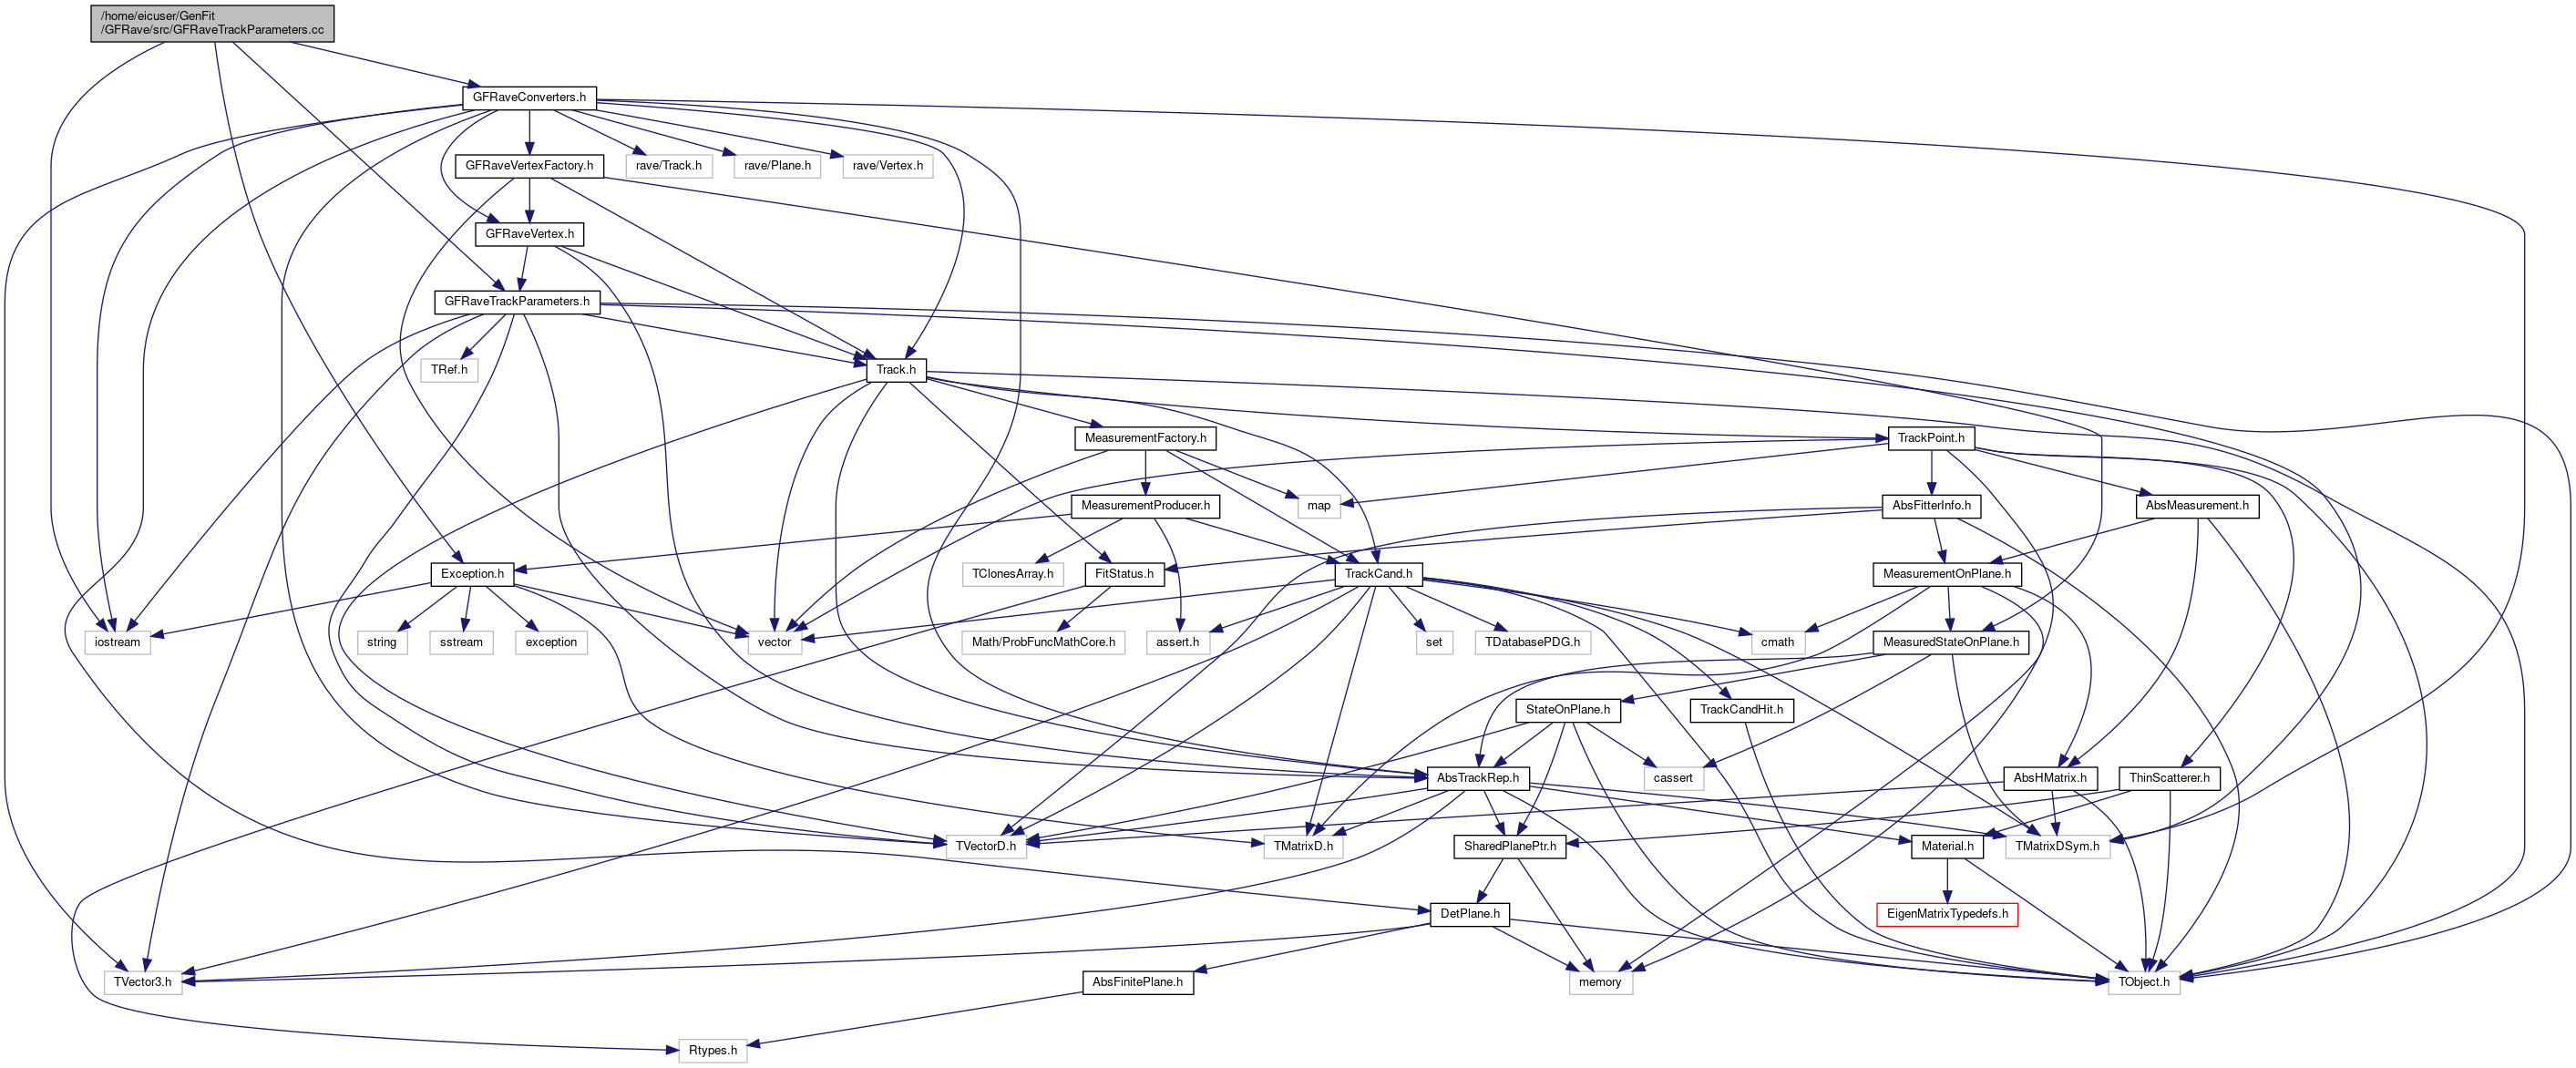 /home/eicuser/GenFit
/GFRave/src/GFRaveTrackParameters.cc
GFRaveConverters.h
GFRaveVertexFactory.h
rave/Track.h
rave/Plane.h
rave/Vertex.h
GFRaveVertex.h
GFRaveTrackParameters.h
TRef.h
Track.h
MeasurementFactory.h
TrackPoint.h
MeasurementProducer.h
map
AbsFitterInfo.h
AbsMeasurement.h
Exception.h
TClonesArray.h
FitStatus.h
TrackCand.h
MeasurementOnPlane.h
iostream
string
sstream
exception
vector
Math/ProbFuncMathCore.h
assert.h
set
TDatabasePDG.h
cmath
MeasuredStateOnPlane.h
StateOnPlane.h
TrackCandHit.h
AbsTrackRep.h
cassert
AbsHMatrix.h
ThinScatterer.h
TVectorD.h
TMatrixD.h
SharedPlanePtr.h
Material.h
TMatrixDSym.h
DetPlane.h
EigenMatrixTypedefs.h
TVector3.h
AbsFinitePlane.h
memory
TObject.h
Rtypes.h